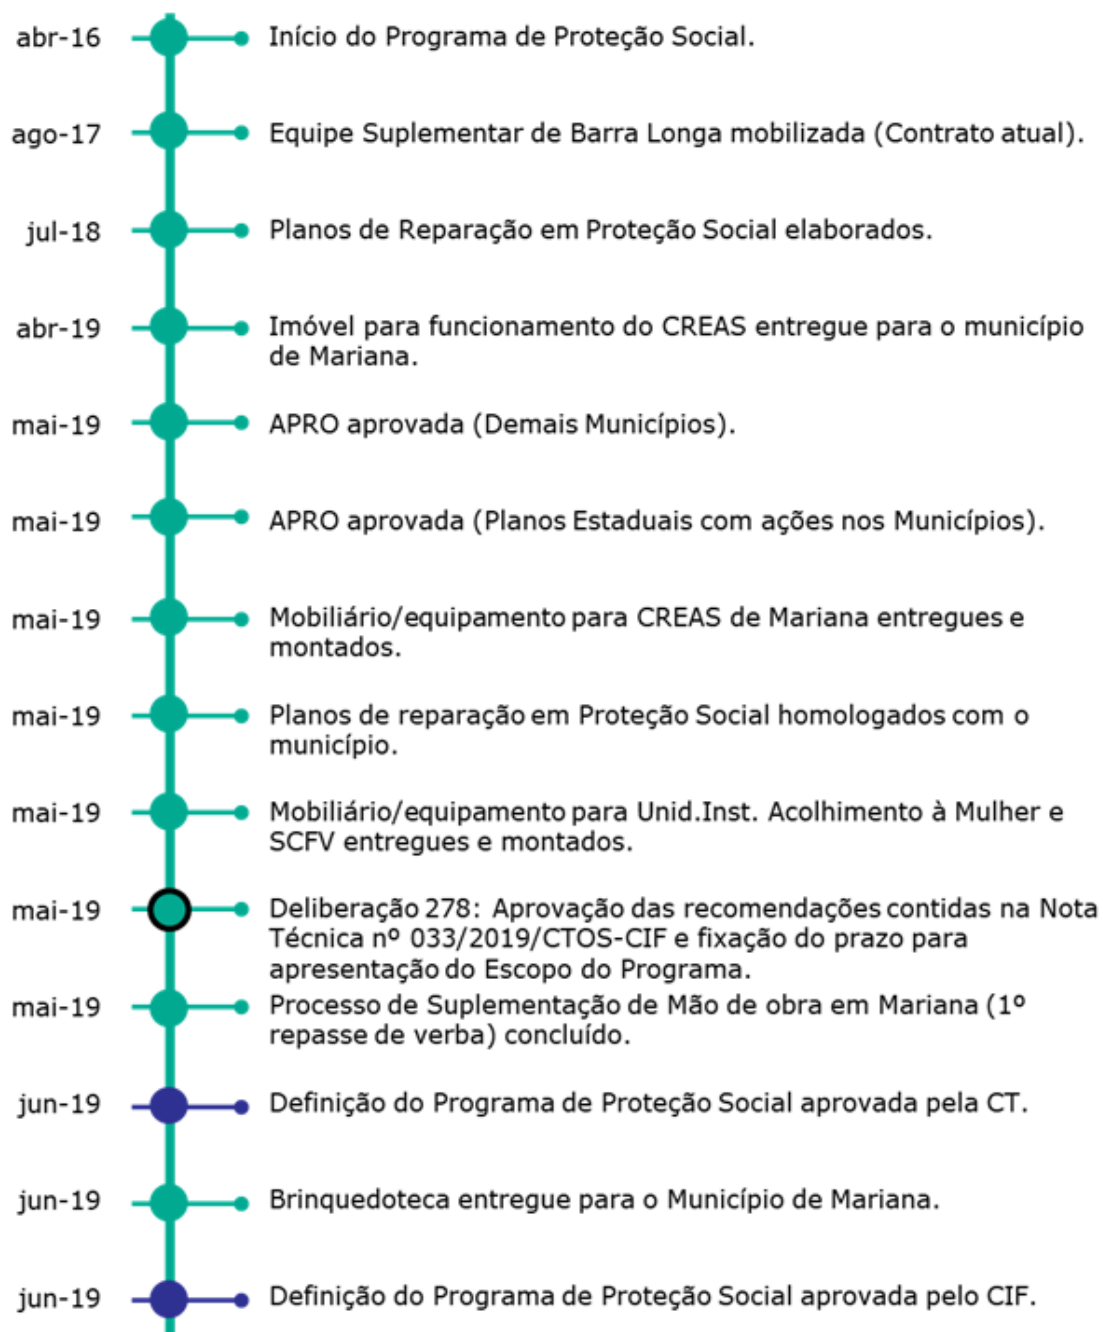 abr-16 Início do Programa de Proteção Social.
ago-17 Equipe Suplementar de Barra Longa mobilizada (Contrato atual).
jul-18 Planos de Reparação em Proteção Social elaborados.
abr-19 Imóvel para funcionamento do CREAS entregue para o município
de Mariana.
mai-19 APRO aprovada (Demais Municípios).
mai-19 APRO aprovada (Planos Estaduais com ações nos Municípios).
mai-19 Mobiliário/equipamento para CREAS de Mariana entregues e
montados.
mai-19 Planos de reparação em Proteção Social homologados com o
município.
mai-19 Mobiliário/equipamento para Unid.Inst. Acolhimento à Mulher e
SCFV entregues e montados.
mai-19 Deliberação 278: Aprovação das recomendações contidas na Nota
Técnica nº 033/2019/CTOS-CIF e fixação do prazo para
apresentação do Escopo do Programa.
mai-19 Processo de Suplementação de Mão de obra em Mariana (1º
repasse de verba) concluído.
jun-19 Definição do Programa de Proteção Social aprovada pela CT.
jun-19 Brinquedoteca entregue para o Município de Mariana.
jun-19 Definição do Programa de Proteção Social aprovada pelo CIF.